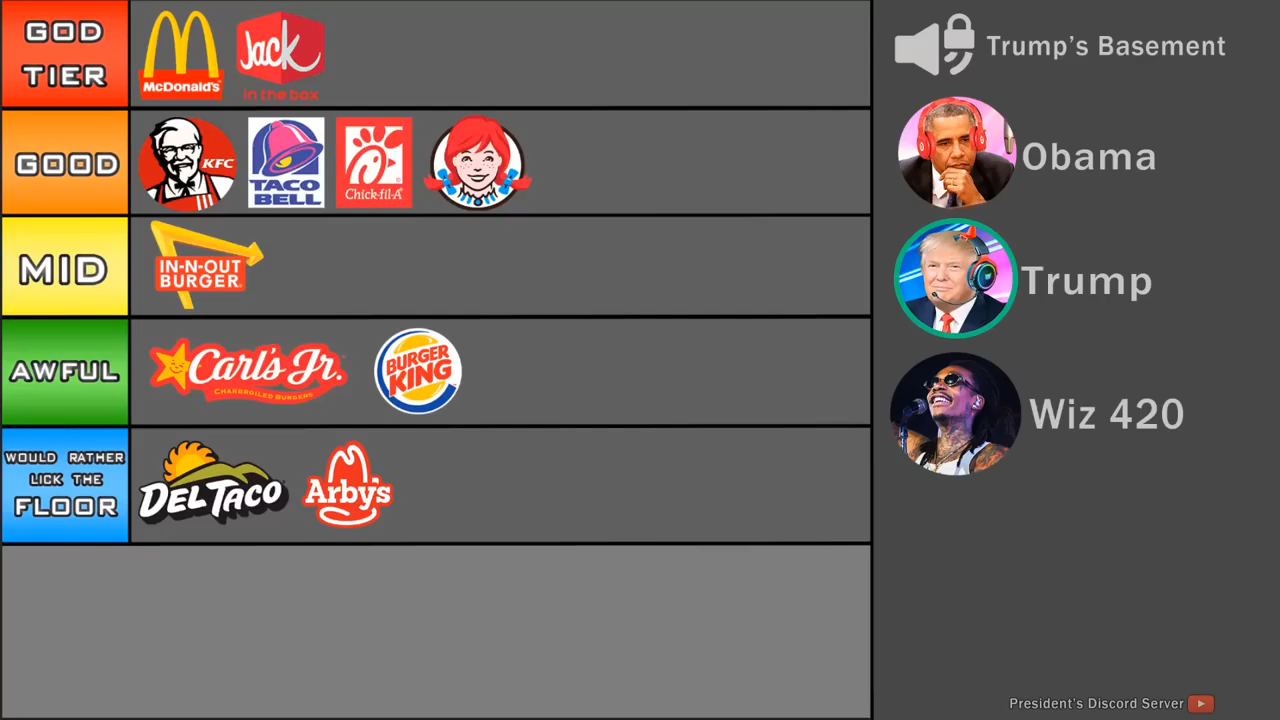 GOD
TIER
McDonald's
Jack
in the box
GOOD
KFC
TACO
BELL
Chick-fil-A
MID
IN-N-OUT
BURGER
AWFUL
Carl's Jr.
CHARBROILED BURGERS
BURGER
KING
WOULD RATHER
LICK THE
FLOOR
DEL TACO
Arby's
Trump's Basement
Obama
Trump
Wiz 420
President's Discord Server